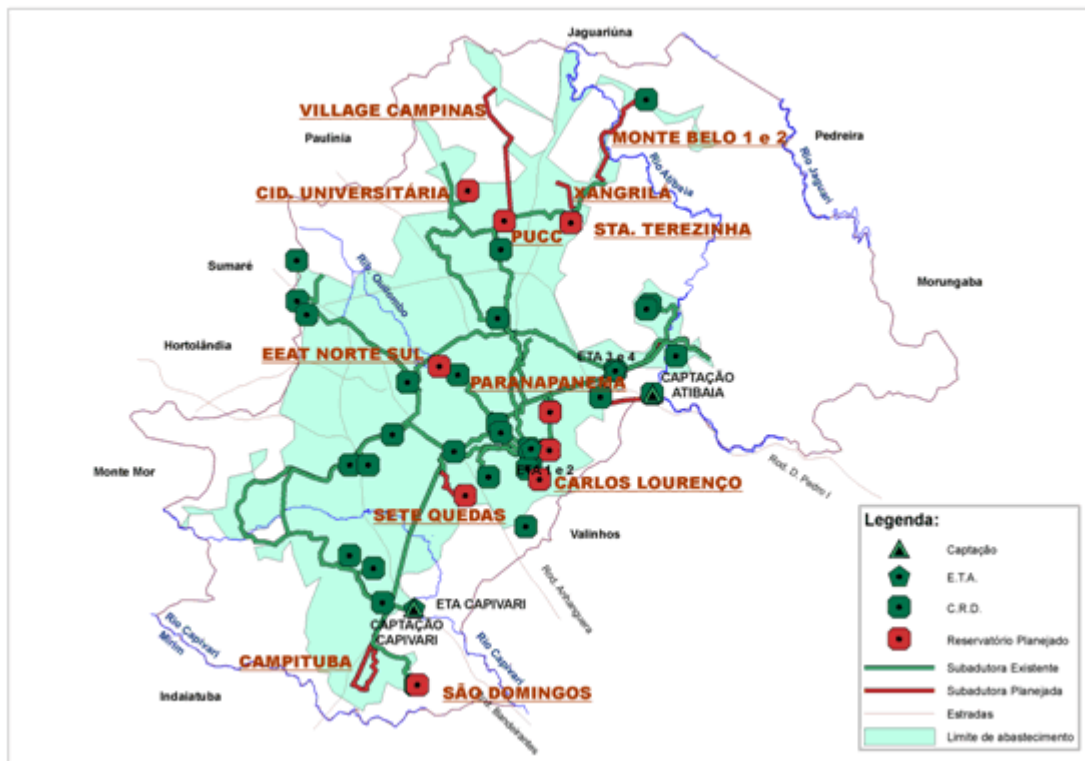 Jaguariúna
VILLAGE CAMPINAS
Paulínia
MONTE BELO 1 e 2
Pedreira
Rio Atibaia
Rio Jaguari
CID. UNIVERSITÁRIA
XANGRILÁ
PUCC
STA. TEREZINHA
Sumaré
Rib. Quilombo
Morungaba
Hortolândia
EEAT NORTE SUL
ETA 3 e 4
PARANAPANEMA
CAPTAÇÃO
ATIBAIA
Monte Mor
ETA 1 e 2
CARLOS LOURENÇO
Rod. D. Pedro I
SETE QUEDAS
Valinhos
Rod. Anhanguera
ETA CAPIVARI
CAPTAÇÃO
CAPIVARI
Rio Capivari
Mirim
Rio Capivari
CAMPITUBA
Indaiatuba
SÃO DOMINGOS
Bandeirantes
Legenda:
Captação
E.T.A.
C.R.D.
Reservatório Planejado
Subadutora Existente
Subadutora Planejada
Estradas
Limite de abastecimento